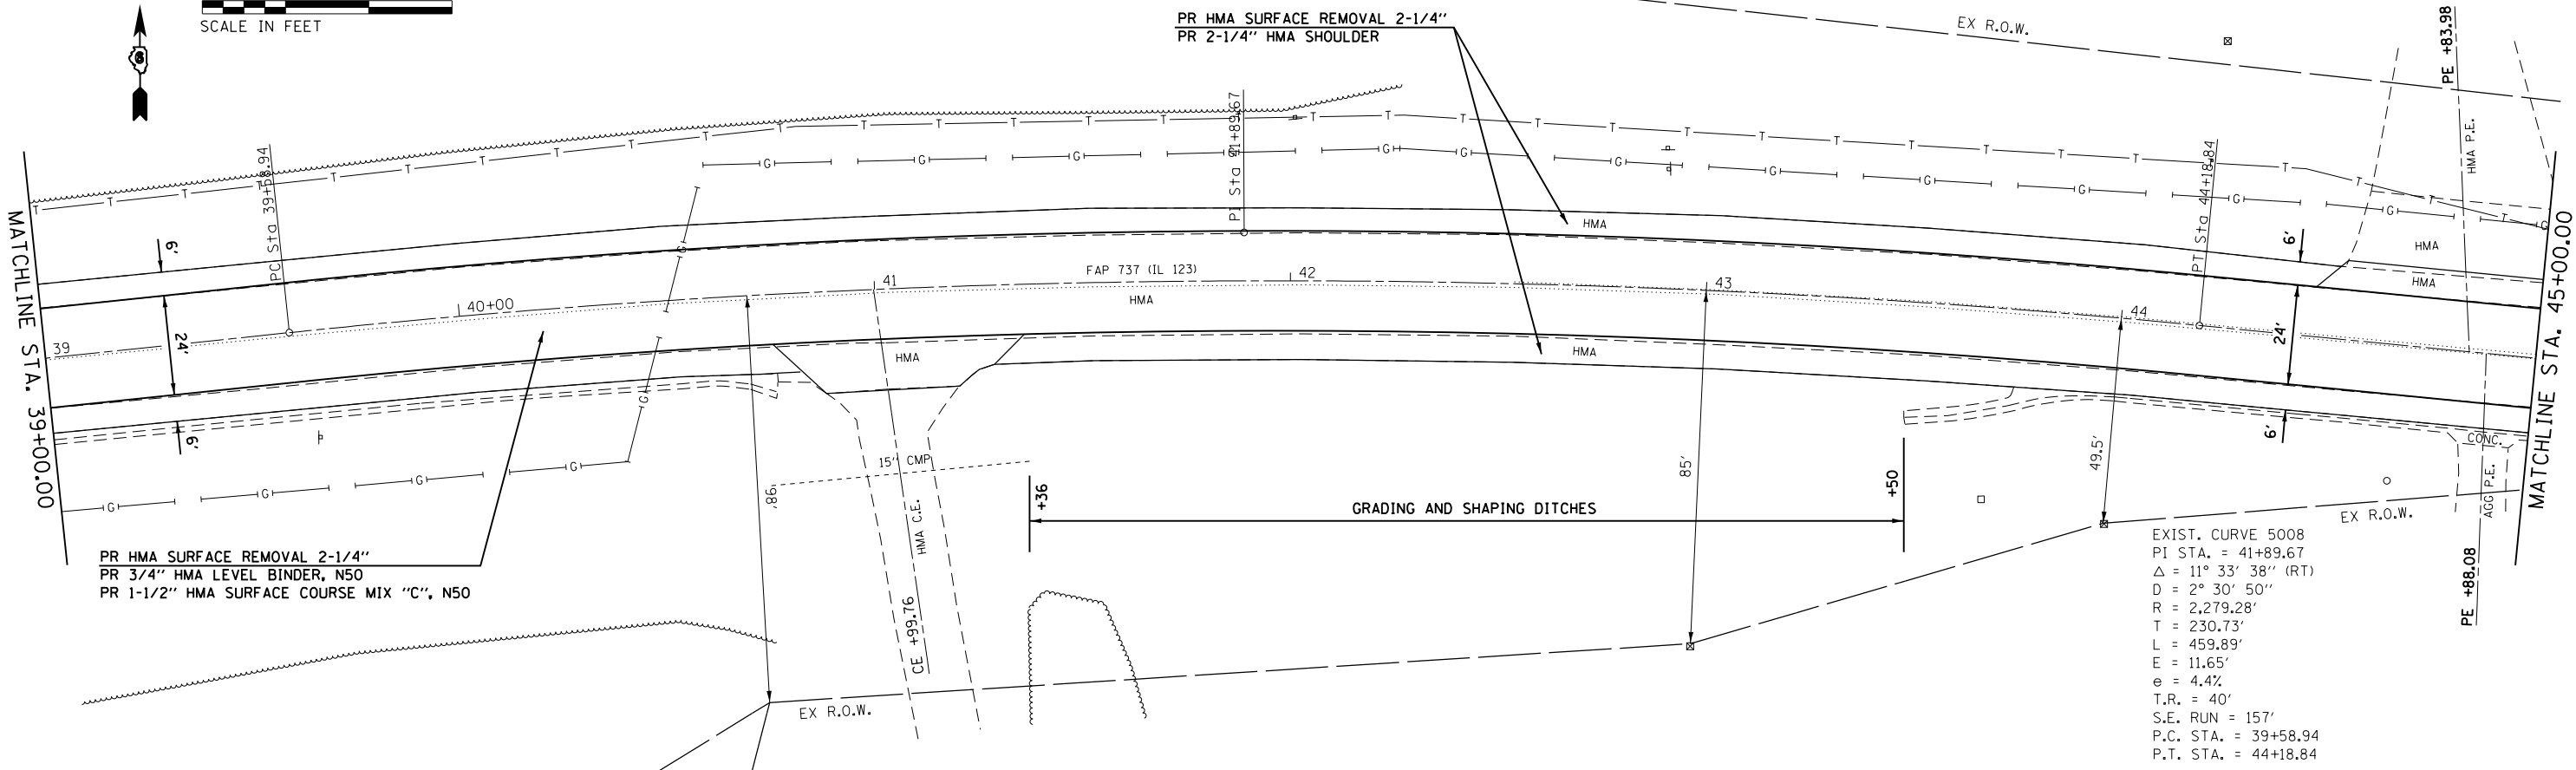 SCALE IN FEET
PR HMA SURFACE REMOVAL 2-1/4"
PR 2-1/4" HMA SHOULDER
EX R.O.W.
PE +83.98
HMA P.E.
MATCHLINE STA. 39+00.00
PC Sta 39+58.94
PI Sta 41+89.67
PT Sta 44+18.84
MATCHLINE STA. 45+00.00
T T T T T T T T T T T T T T T T T T T T T T T T T T T T T T T T T T
G G G G G G G G G G G G
6'
6'
HMA
HMA
HMA
FAP 737 (IL 123)
39
40+00
41
42
43
44
HMA
24'
24'
HMA
HMA
6'
6'
G G G G G G
CONC.
15" CMP
86'
85'
49.5'
HMA C.E.
CE +99.76
+36
GRADING AND SHAPING DITCHES
+50
AGG P.E.
PE +88.08
EX R.O.W.
EX R.O.W.
PR HMA SURFACE REMOVAL 2-1/4"
PR 3/4" HMA LEVEL BINDER, N50
PR 1-1/2" HMA SURFACE COURSE MIX "C", N50
EXIST. CURVE 5008
PI STA. = 41+89.67
Δ = 11° 33' 38" (RT)
D = 2° 30' 50"
R = 2,279.28'
T = 230.73'
L = 459.89'
E = 11.65'
e = 4.4%
T.R. = 40'
S.E. RUN = 157'
P.C. STA. = 39+58.94
P.T. STA. = 44+18.84